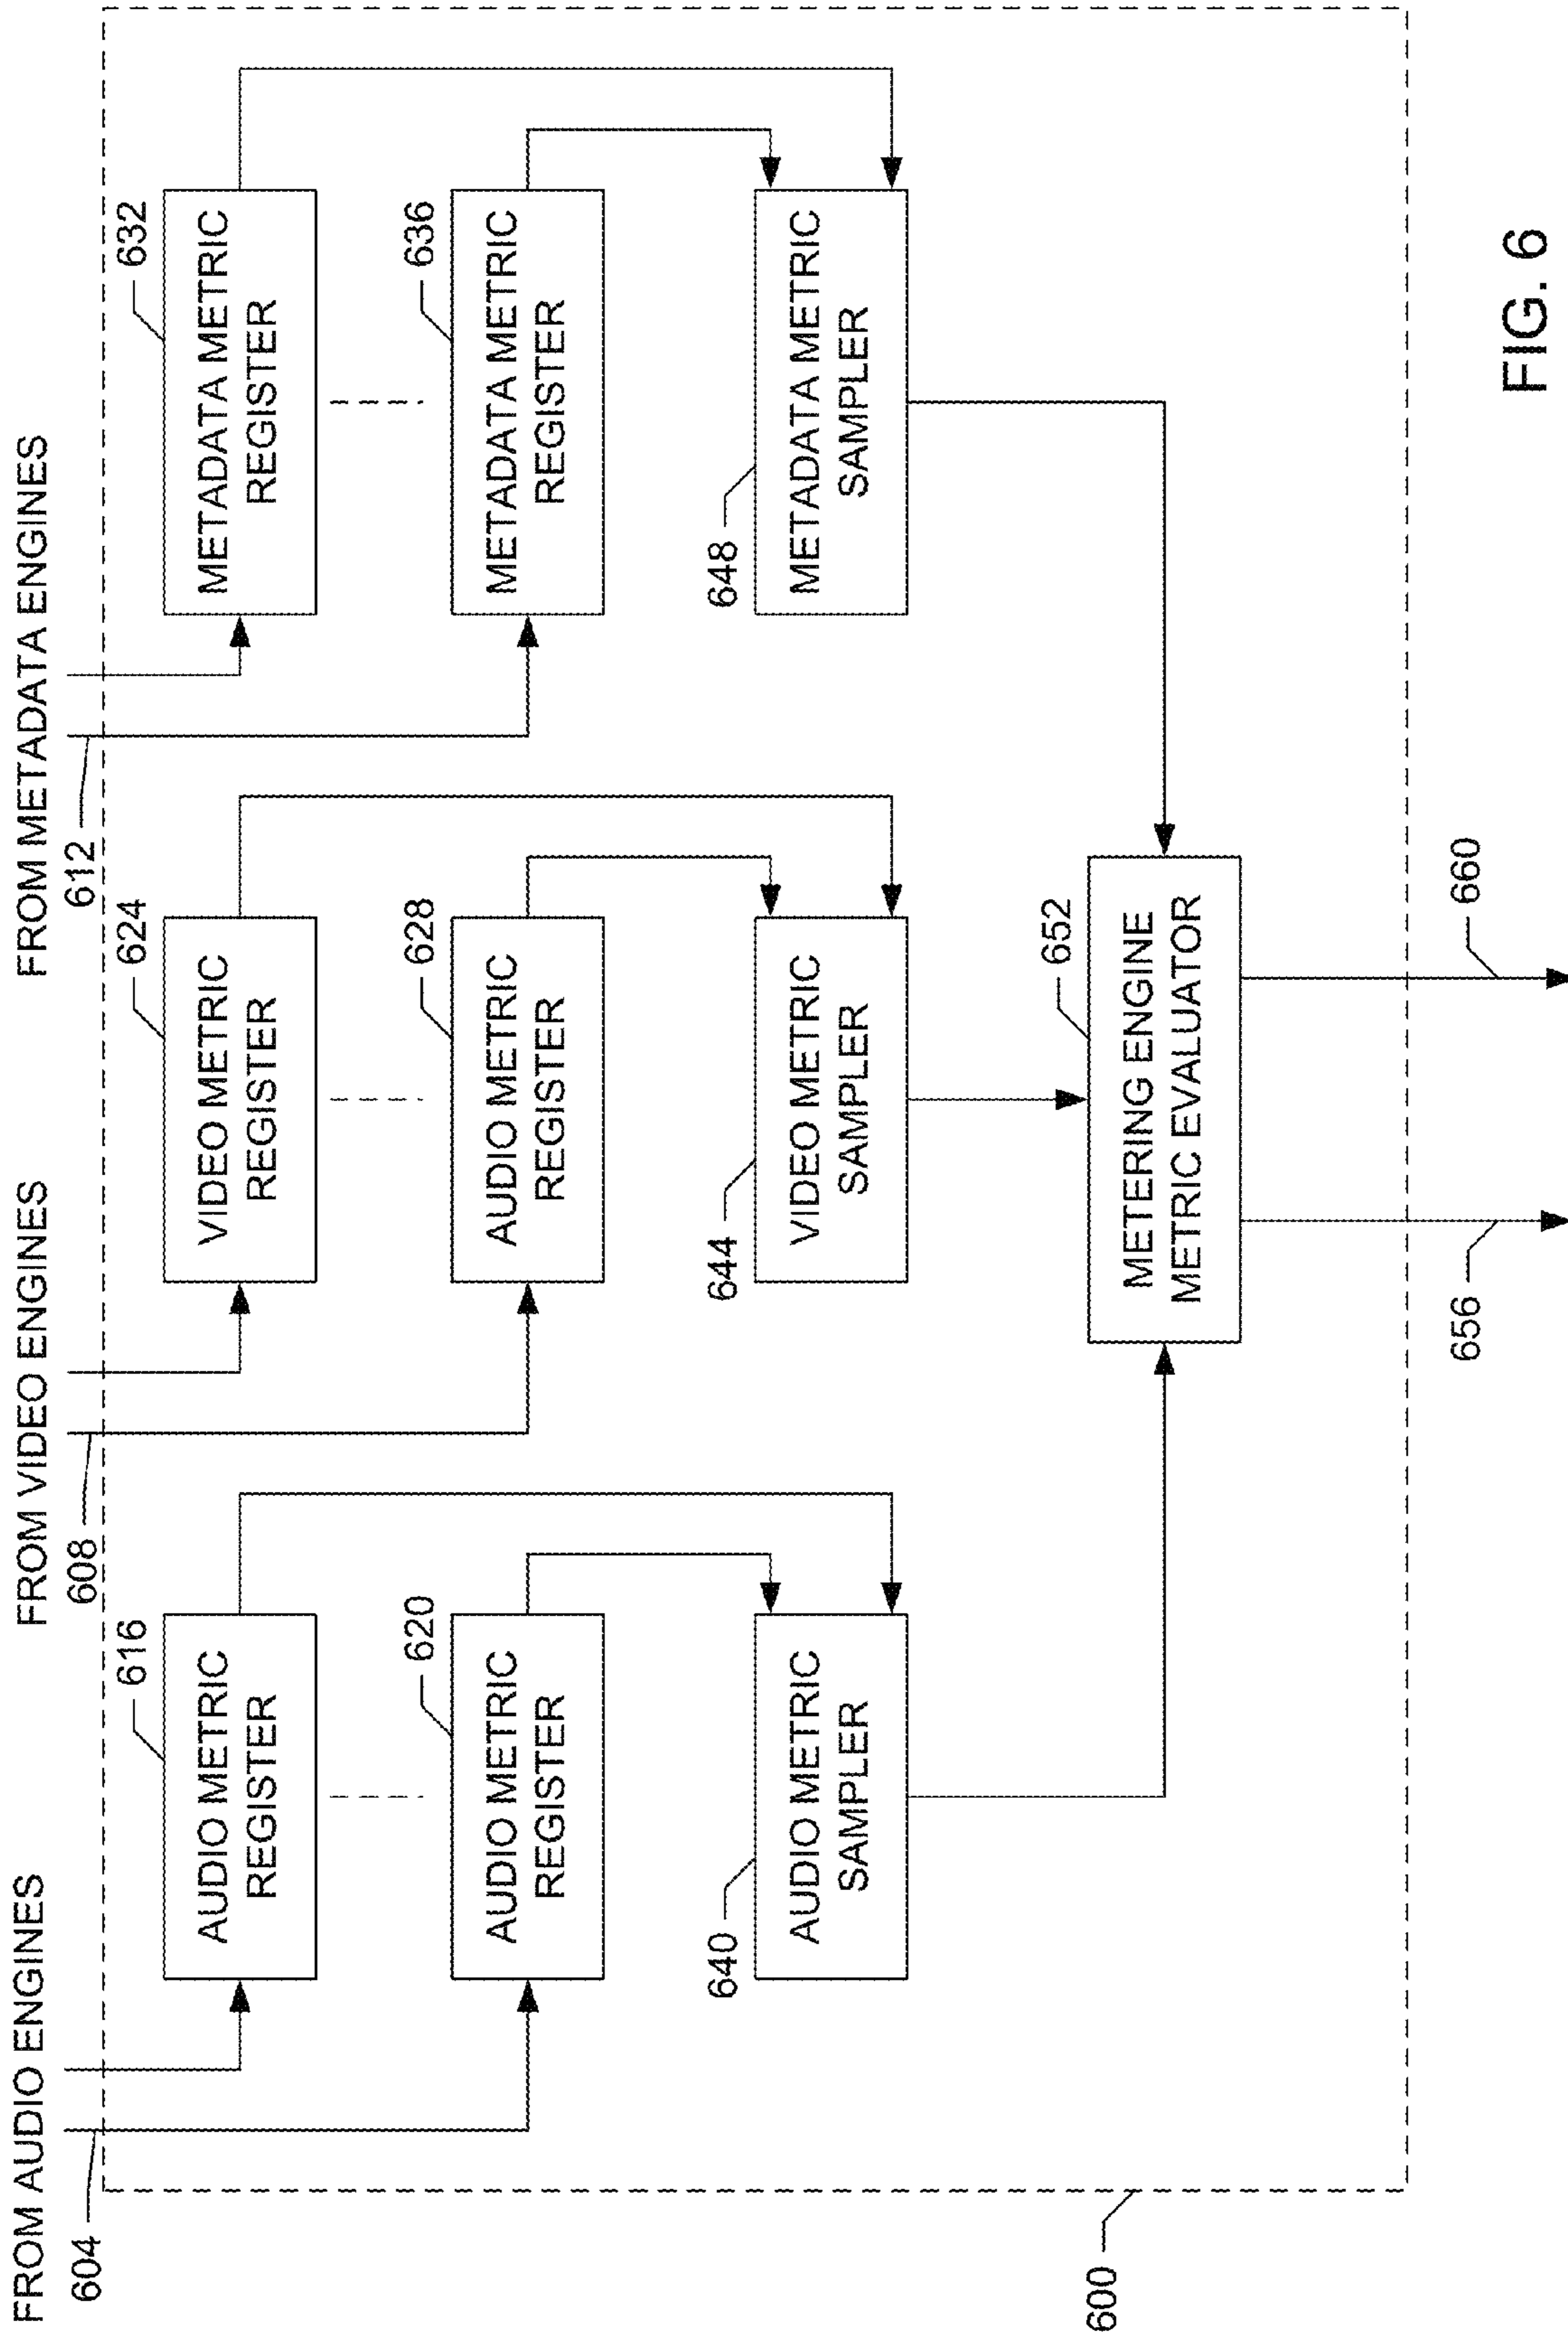 FROM AUDIO ENGINES
FROM VIDEO ENGINES
FROM METADATA ENGINES
604
608
612
616
AUDIO METRIC
REGISTER
624
VIDEO METRIC
REGISTER
632
METADATA METRIC
REGISTER
620
AUDIO METRIC
REGISTER
628
AUDIO METRIC
REGISTER
636
METADATA METRIC
REGISTER
640
AUDIO METRIC
SAMPLER
644
VIDEO METRIC
SAMPLER
648
METADATA METRIC
SAMPLER
652
METERING ENGINE
METRIC EVALUATOR
600
656
660
FIG. 6